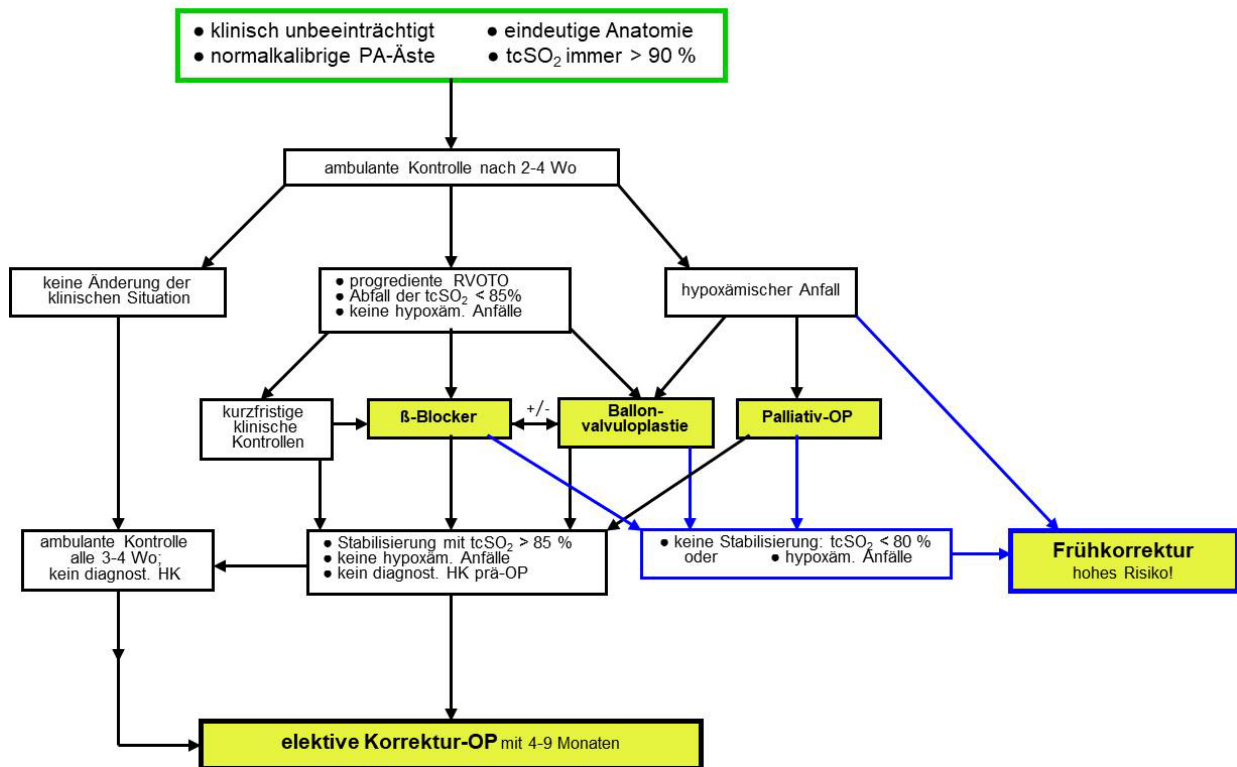 ● klinisch unbeeinträchtigt ● eindeutige Anatomie
● normalkalibrige PA-Äste ● tcSO₂ immer > 90 %
ambulante Kontrolle nach 2-4 Wo
keine Änderung der
klinischen Situation
● progrediente RVOTO
● Abfall der tcSO₂ < 85%
● keine hypoxäm. Anfälle
hypoxämischer Anfall
kurzfristige
klinische
Kontrollen
ß-Blocker
+/-
Ballon-
valvuloplastie
Palliativ-OP
ambulante Kontrolle
alle 3-4 Wo;
kein diagnost. HK
● Stabilisierung mit tcSO₂ > 85 %
● keine hypoxäm. Anfälle
● kein diagnost. HK prä-OP
● keine Stabilisierung: tcSO₂ < 80 %
oder ● hypoxäm. Anfälle
Frühkorrektur
hohes Risiko!
elektive Korrektur-OP mit 4-9 Monaten